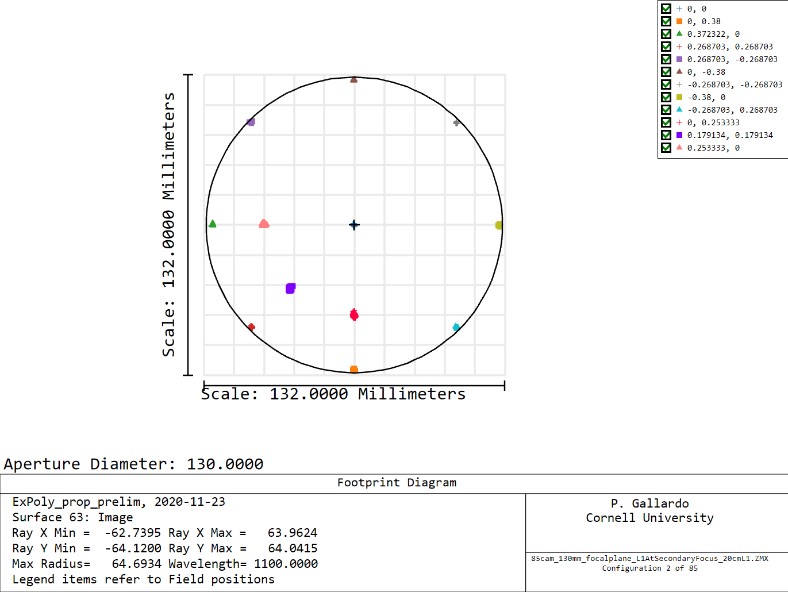 0, 0
0, 0.38
0.372322, 0
0.268703, 0.268703
0.268703, -0.268703
0, -0.38
-0.268703, -0.268703
-0.38, 0
-0.268703, 0.268703
0, 0.253333
0.179134, 0.179134
0.253333, 0
Scale: 132.0000 Millimeters
Scale: 132.0000 Millimeters
Aperture Diameter: 130.0000
Footprint Diagram
ExPoly_prop_prelim, 2020-11-23
Surface 63: Image
Ray X Min = -62.7395 Ray X Max = 63.9624
Ray Y Min = -64.1200 Ray Y Max = 64.0415
Max Radius= 64.6934 Wavelength= 1100.0000
Legend items refer to Field positions
P. Gallardo
Cornell University
85cam_130mm_focalplane_L1AtSecondaryFocus_20cmL1.ZMX
Configuration 2 of 85